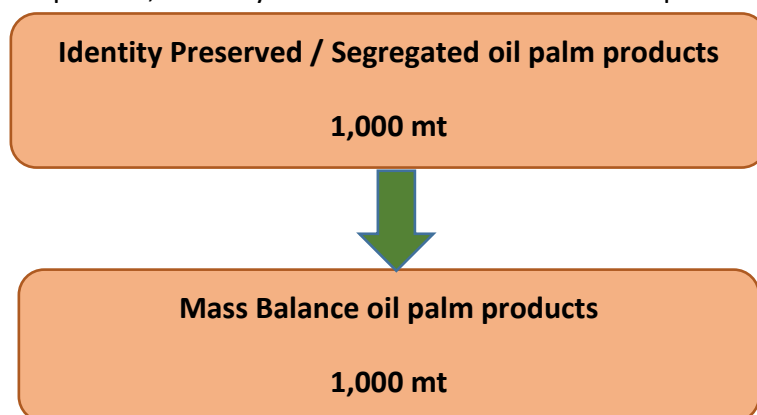 Identity Preserved / Segregated oil palm products
1,000 mt
Mass Balance oil palm products
1,000 mt